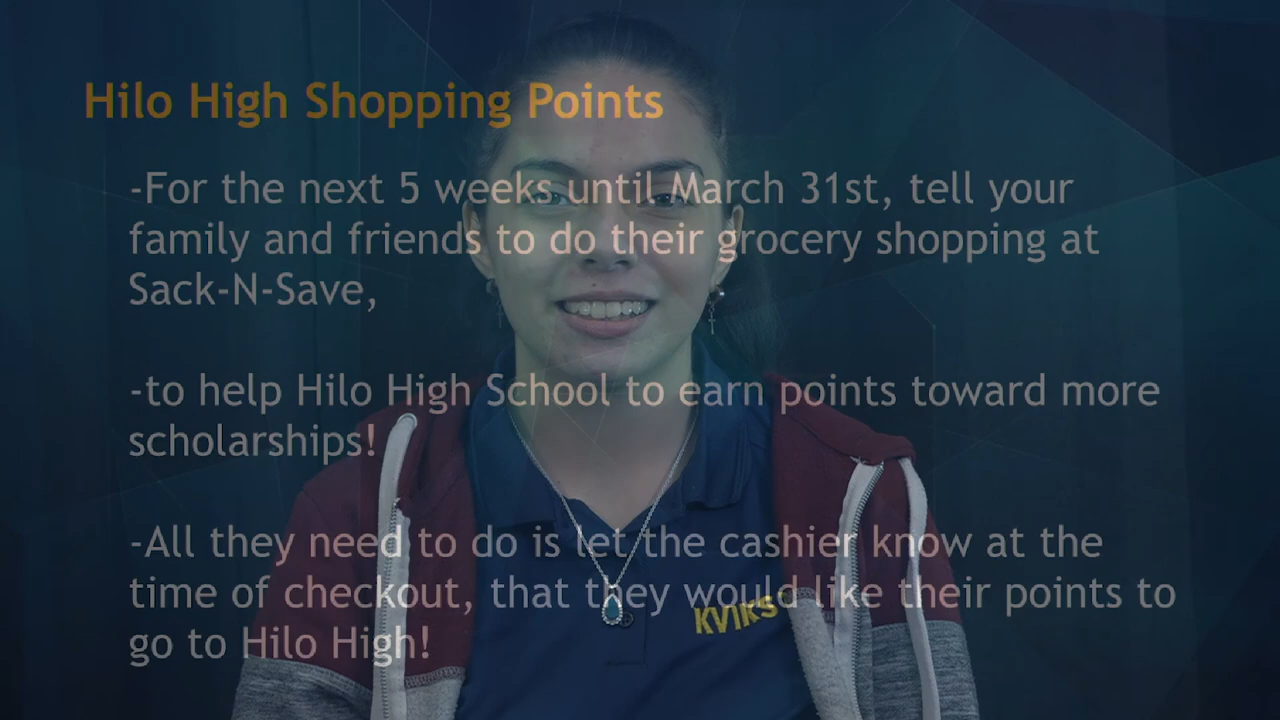 Hilo High Shopping Points
-For the next 5 weeks until March 31st, tell your
family and friends to do their grocery shopping at
Sack-N-Save,
-to help Hilo High School to earn points toward more
scholarships!
-All they need to do is let the cashier know at the
time of checkout, that they would like their points to
go to Hilo High!
KVIKS